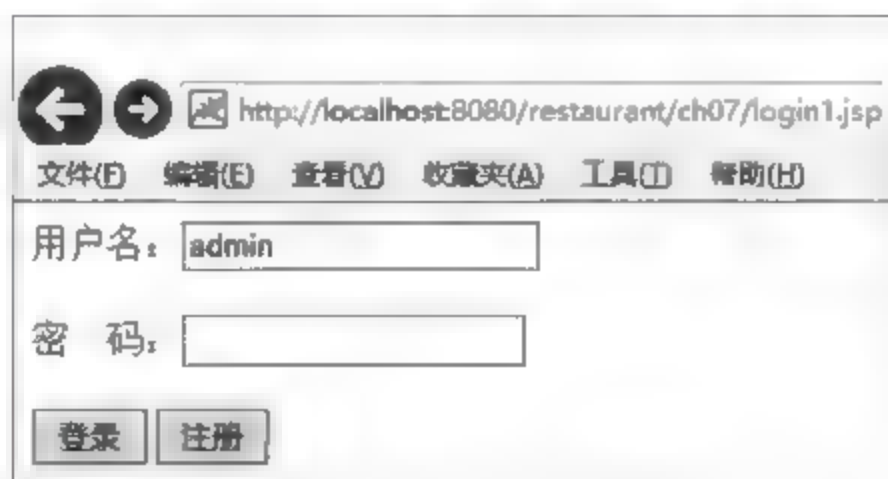 http://localhost:8080/restaurant/ch07/login1.jsp
文件(F) 编辑(E) 查看(V) 收藏夹(A) 工具(T) 帮助(H)
用户名: admin
密 码:
登录 注册